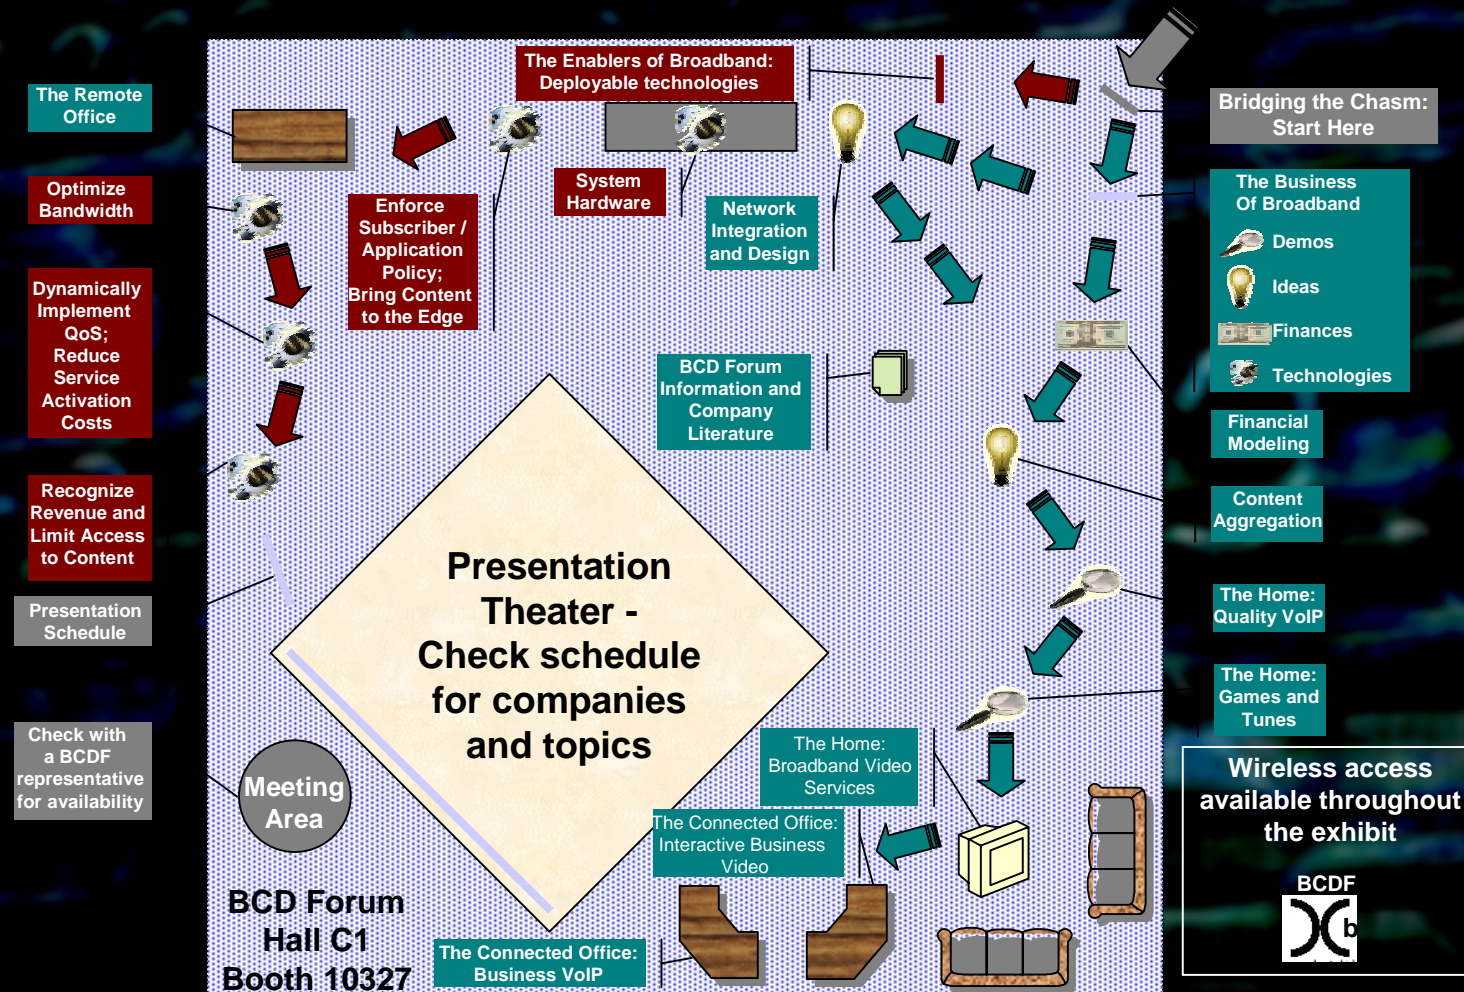 The Enablers of Broadband:
Deployable technologies
The Remote
Office
Bridging the Chasm:
Start Here
Optimize
Bandwidth
System
Hardware
Enforce
Subscriber /
Application
Policy;
Bring Content
to the Edge
Network
Integration
and Design
The Business
Of Broadband
Demos
Ideas
Finances
Technologies
Dynamically
Implement
QoS;
Reduce
Service
Activation
Costs
BCD Forum
Information and
Company
Literature
Financial
Modeling
Recognize
Revenue and
Limit Access
to Content
Content
Aggregation
Presentation
Schedule
Presentation
Theater -
Check schedule
for companies
and topics
The Home:
Quality VoIP
The Home:
Games and
Tunes
Check with
a BCDF
representative
for availability
Meeting
Area
The Home:
Broadband Video
Services
The Connected Office:
Interactive Business
Video
Wireless access
available throughout
the exhibit
BCDF
b
BCD Forum
Hall C1
Booth 10327
The Connected Office:
Business VoIP